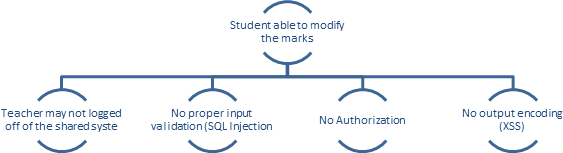 Student able to modify
the marks
Teacher may not logged
off of the shared syste
No proper input
validation (SQL Injection
No Authorization
No output encoding
(XSS)